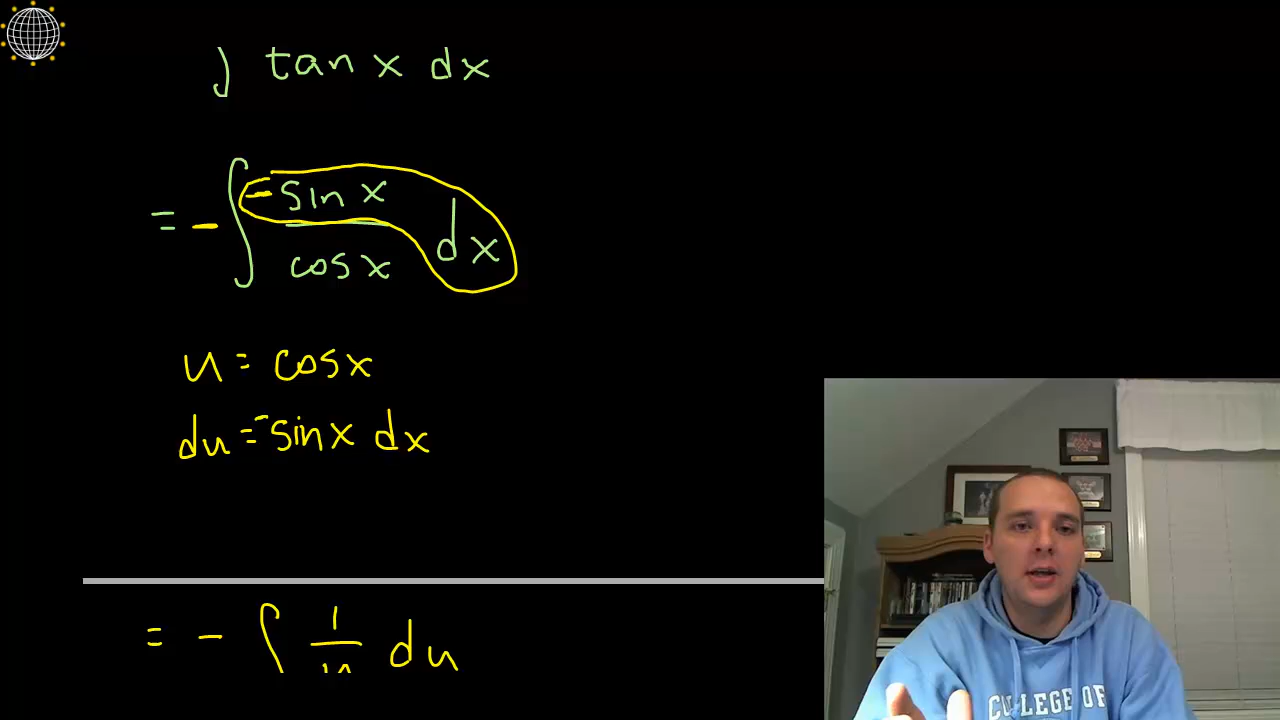 ∫ tan x dx
= - ∫ -sin x / cos x dx
u = cos x
du = -sin x dx
= - ∫ 1/u du
COLLEGE OF